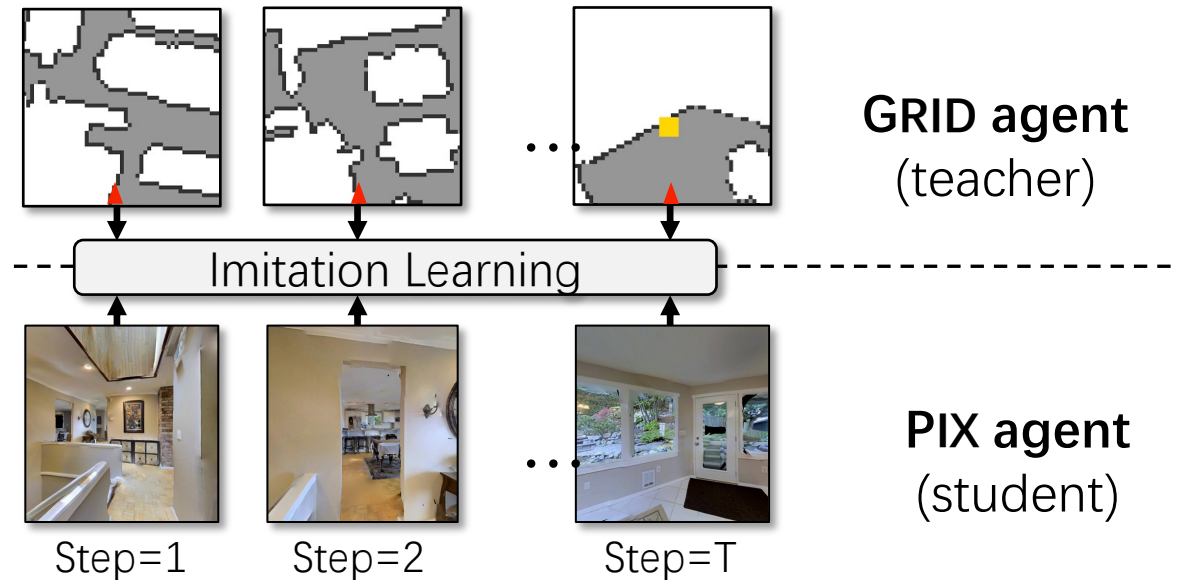 GRID agent
(teacher)
...
Imitation Learning
...
PIX agent
(student)
Step=1 Step=2 Step=T